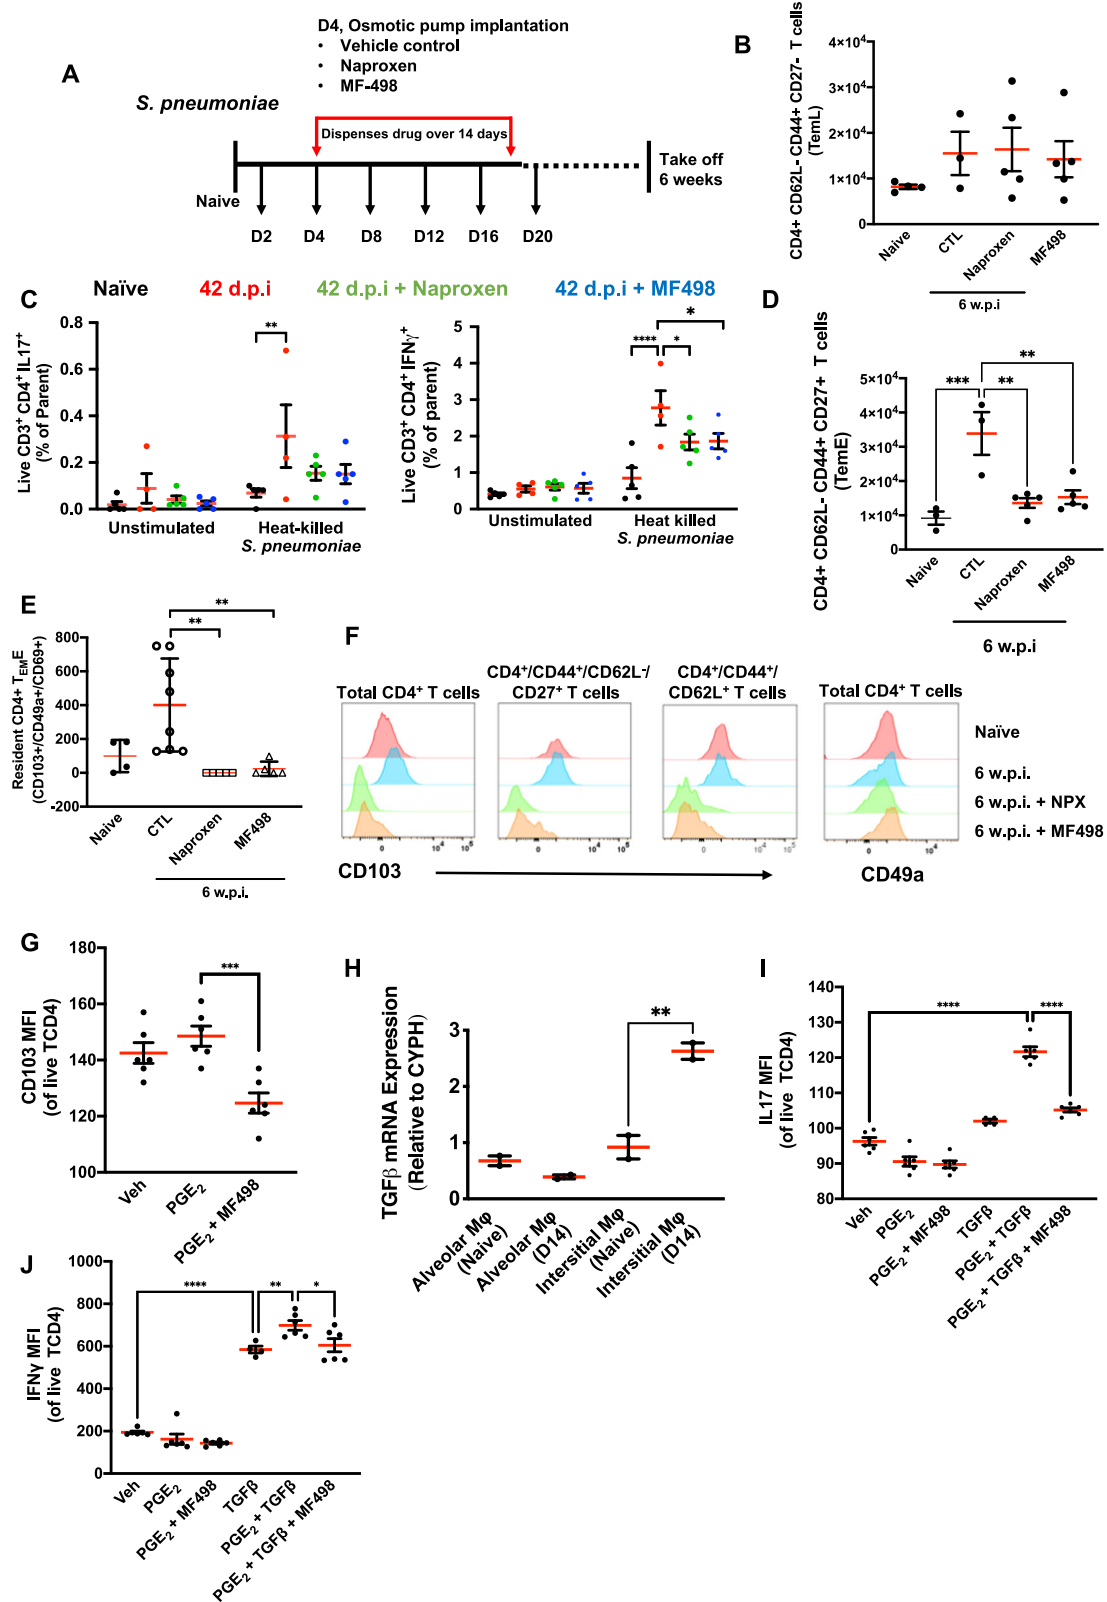 A
D4, Osmotic pump implantation
• Vehicle control
• Naproxen
• MF-498
S. pneumoniae
Dispenses drug over 14 days
Naive
Take off
6 weeks
D2
D4
D8
D12
D16
D20
B
CD4+ CD62L- CD44+ CD27- T cells
(TemL)
4×10⁴
3×10⁴
2×10⁴
1×10⁴
0
Naive
CTL
Naproxen
MF498
6 w.p.i
C
Naïve
42 d.p.i
42 d.p.i + Naproxen
42 d.p.i + MF498
Live CD3⁺ CD4⁺ IL17⁺
(% of Parent)
0.8
0.6
0.4
0.2
0.0
**
Unstimulated
Heat-killed
S. pneumoniae
Live CD3⁺ CD4⁺ IFNγ⁺
(% of parent)
5
4
3
2
1
0
*
****
*
Unstimulated
Heat killed
S. pneumoniae
D
CD4+ CD62L- CD44+ CD27+ T cells
(TemE)
5×10⁴
4×10⁴
3×10⁴
2×10⁴
1×10⁴
0
**
***
**
Naive
CTL
Naproxen
MF498
6 w.p.i
E
Resident CD4+ T_EM E
(CD103+/CD49a+/CD69+)
800
600
400
200
0
-200
**
**
Naive
CTL
Naproxen
MF498
6 w.p.i.
F
Total CD4⁺ T cells
CD4⁺/CD44⁺/CD62L⁻/
CD27⁺ T cells
CD4⁺/CD44⁺/
CD62L⁺ T cells
Total CD4⁺ T cells
Naïve
6 w.p.i.
6 w.p.i. + NPX
6 w.p.i. + MF498
0
10⁴
10⁵
0
10⁴
10⁵
0
10⁴
10⁵
0
10⁴
CD103
CD49a
G
CD103 MFI
(of live TCD4)
180
160
140
120
100
***
Veh
PGE₂
PGE₂ + MF498
H
TGFβ mRNA Expression
(Relative to CYPH)
3
2
1
0
**
Alveolar Mφ
(Naive)
Alveolar Mφ
(D14)
Intersitial Mφ
(Naive)
Intersitial Mφ
(D14)
I
IL17 MFI
(of live TCD4)
140
130
120
110
100
90
80
****
****
Veh
PGE₂
PGE₂ + MF498
TGFβ
PGE₂ + TGFβ
PGE₂ + TGFβ + MF498
J
IFNγ MFI
(of live TCD4)
1000
800
600
400
200
0
****
**
*
Veh
PGE₂
PGE₂ + MF498
TGFβ
PGE₂ + TGFβ
PGE₂ + TGFβ + MF498